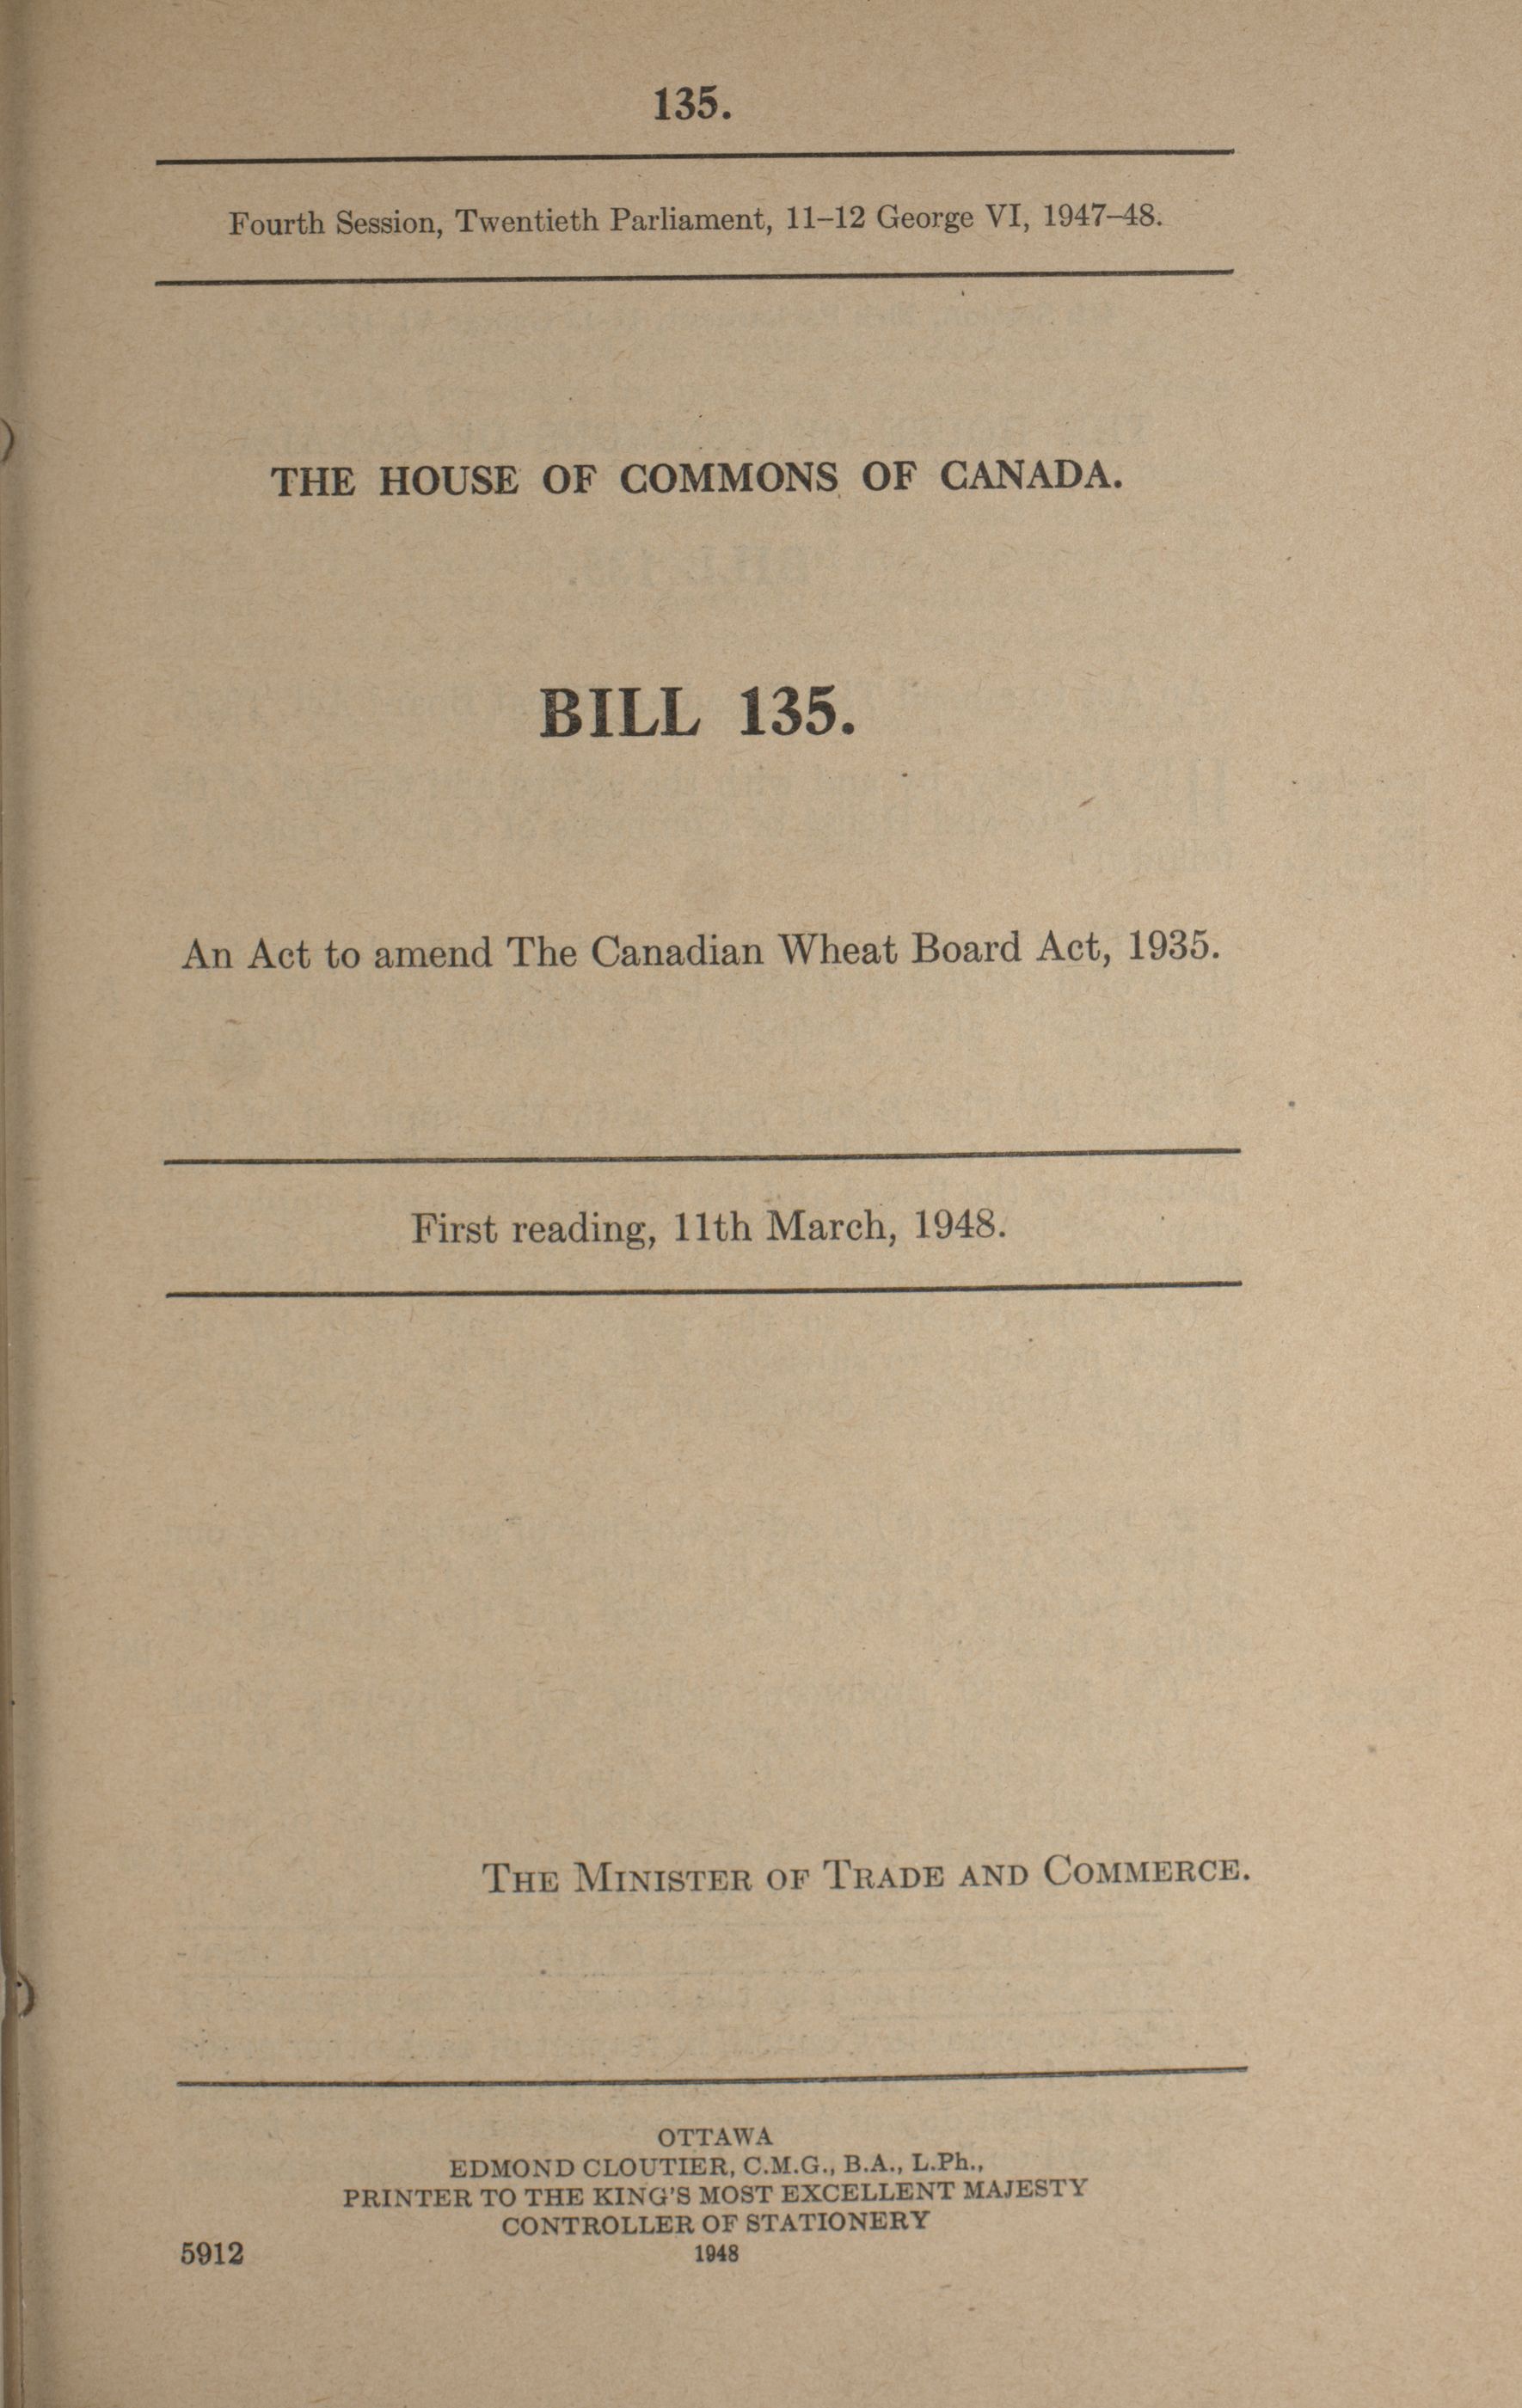 135.
Fourth Session, Twentieth Parliament, 11–12 George VI, 1947–48.
THE HOUSE OF COMMONS OF CANADA.
BILL 135.
An Act to amend The Canadian Wheat Board Act, 1935.
First reading, 11th March, 1948.
THE MINISTER OF TRADE AND COMMERCE.
OTTAWA
EDMOND CLOUTIER, C.M.G., B.A., L.Ph.,
PRINTER TO THE KING'S MOST EXCELLENT MAJESTY
CONTROLLER OF STATIONERY
5912 1948